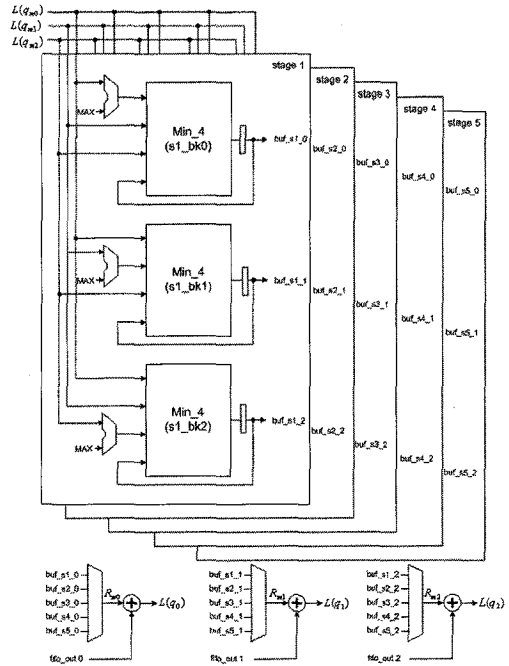 L(q_m0)
L(q_m1)
L(q_m2)
stage 1
stage 2
stage 3
stage 4
stage 5
MAX
Min_4
(s1_bk0)
buf_s1_0
buf_s2_0
buf_s3_0
buf_s4_0
buf_s5_0
MAX
Min_4
(s1_bk1)
buf_s1_1
buf_s2_1
buf_s3_1
buf_s4_1
buf_s5_1
MAX
Min_4
(s1_bk2)
buf_s1_2
buf_s2_2
buf_s3_2
buf_s4_2
buf_s5_2
buf_s1_0
buf_s2_0
buf_s3_0
buf_s4_0
buf_s5_0
R_m0
L(q_0)
fifo_out.0
buf_s1_1
buf_s2_1
buf_s3_1
buf_s4_1
buf_s5_1
R_m1
L(q_1)
fifo_out.1
buf_s1_2
buf_s2_2
buf_s3_2
buf_s4_2
buf_s5_2
R_m2
L(q_2)
fifo_out.2